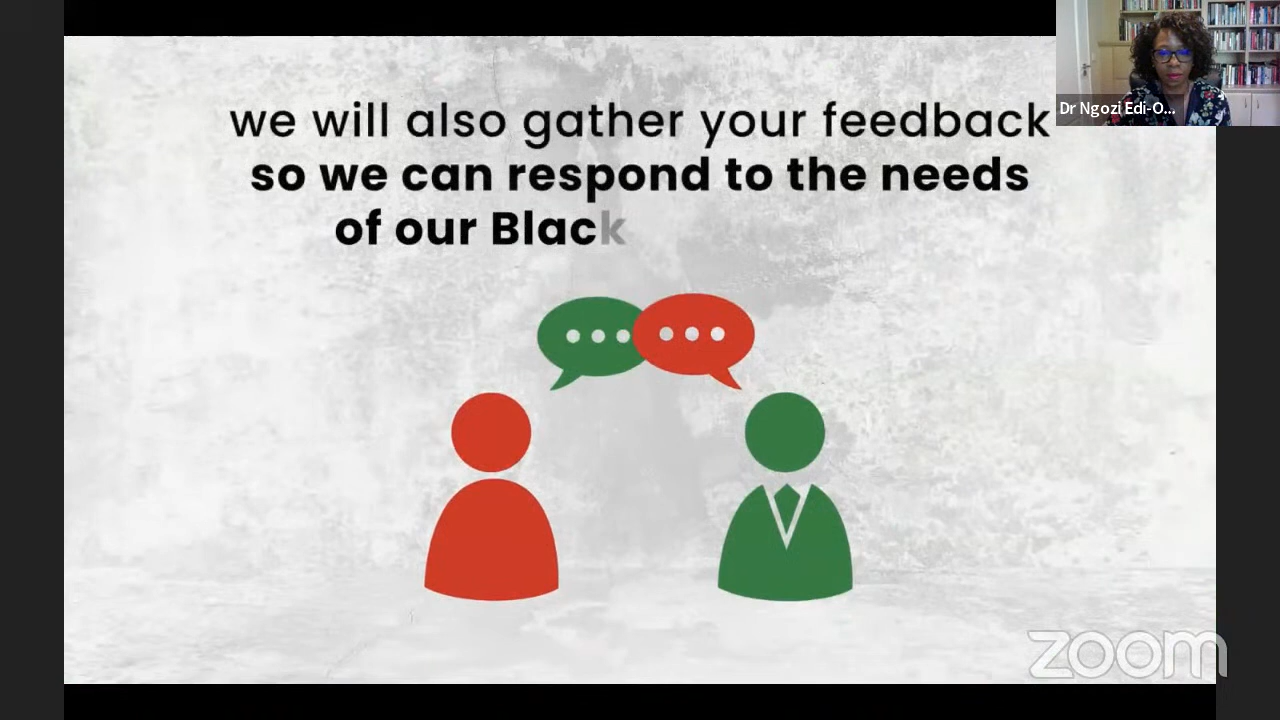 we will also gather your feedback
so we can respond to the needs
of our Black
Dr Ngozi Edi-O...
zoom